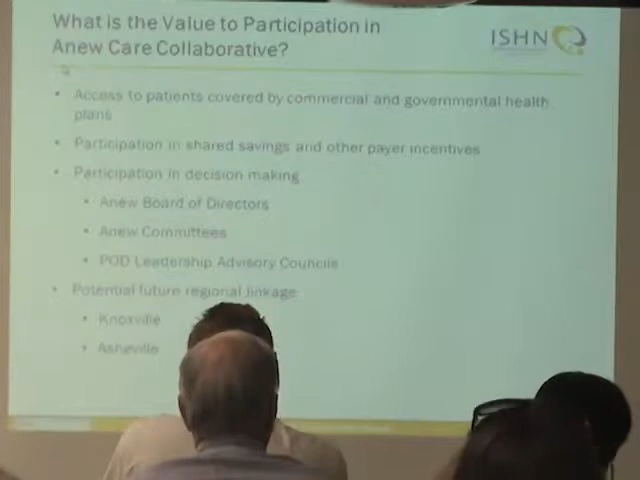 What is the Value to Participation in
Anew Care Collaborative?
ISHN
• Access to patients covered by commercial and governmental health
plans
• Participation in shared savings and other payer incentives
• Participation in decision making
• Anew Board of Directors
• Anew Committees
• POD Leadership Advisory Councils
• Potential future regional linkage
• Knoxville
• Asheville